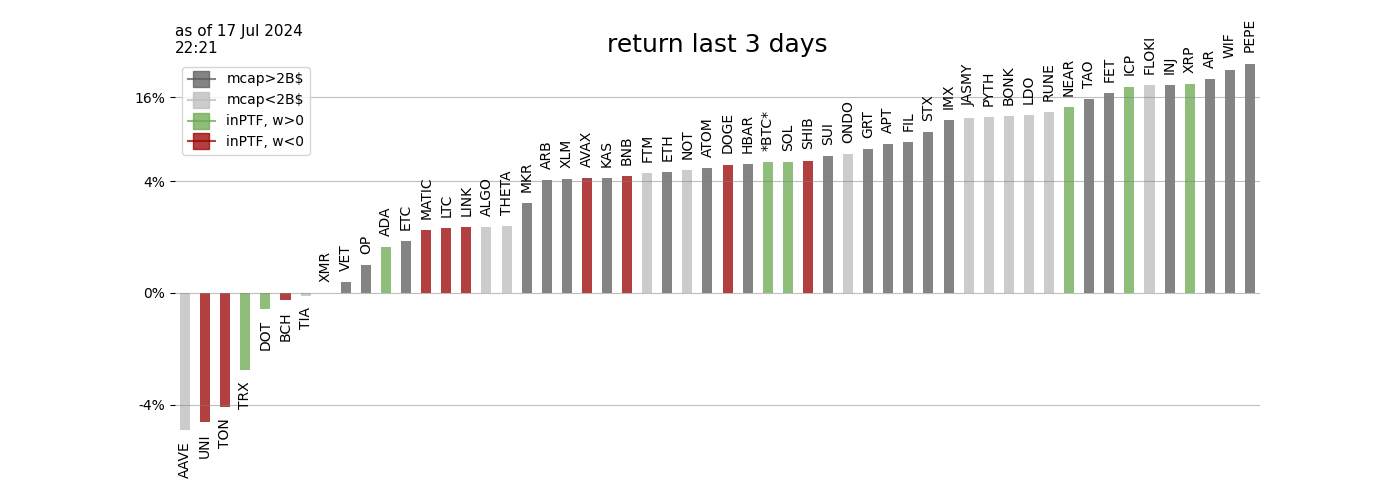 as of 17 Jul 2024
22:21
return last 3 days
mcap>2B$
mcap<2B$
inPTF, w>0
inPTF, w<0
16%
4%
0%
-4%
AAVE
UNI
TON
TRX
DOT
BCH
TIA
XMR
VET
OP
ADA
ETC
MATIC
LTC
LINK
ALGO
THETA
MKR
ARB
XLM
AVAX
KAS
BNB
FTM
ETH
NOT
ATOM
DOGE
HBAR
*BTC*
SOL
SHIB
SUI
ONDO
GRT
APT
FIL
STX
IMX
JASMY
PYTH
BONK
LDO
RUNE
NEAR
TAO
FET
ICP
FLOKI
INJ
XRP
AR
WIF
PEPE